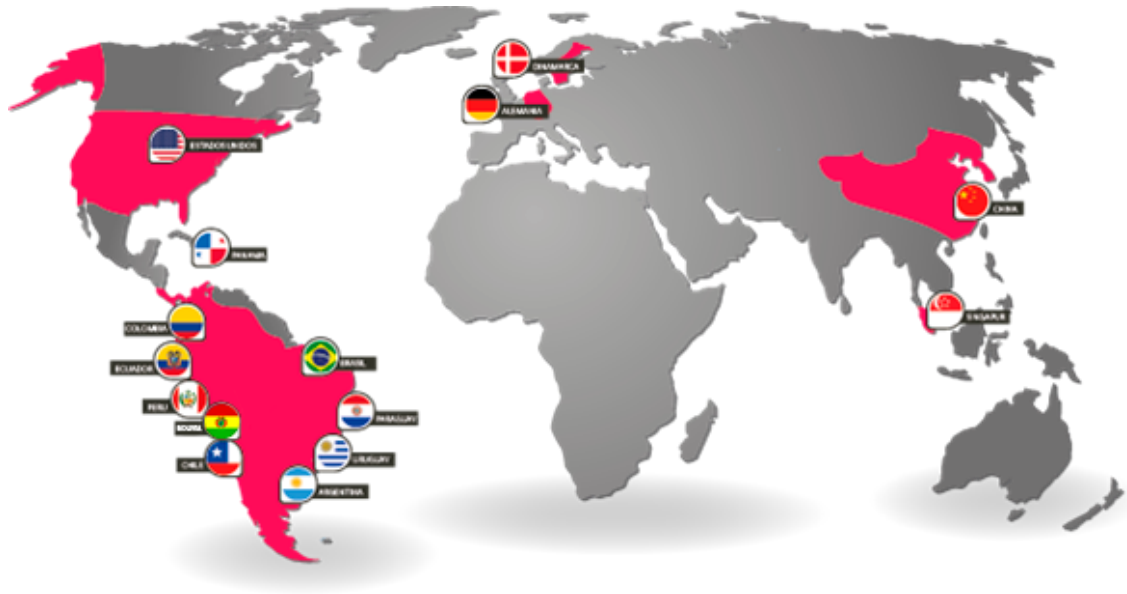 DINAMARCA
ALEMANIA
ESTADOS UNIDOS
CHINA
PANAMA
COLOMBIA
SINGAPUR
ECUADOR
BRASIL
PERU
PARAGUAY
BOLIVIA
CHILE
URUGUAY
ARGENTINA